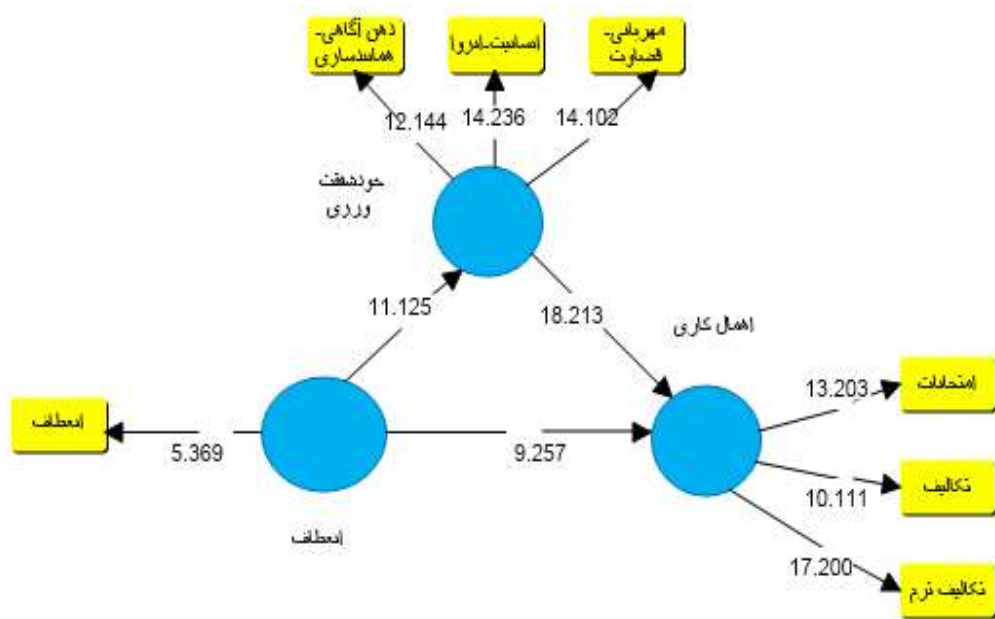 ذهن آگاهی-
همانندسازی
انسانیت-انزوا
مهربانی-
قضاوت
12.144
14.236
14.102
خودشفقت
ورزی
11.125
18.213
اهمال کاری
انعطاف
5.369
9.257
13.203
امتحانات
10.111
تکالیف
17.200
تکالیف ترم
انعطاف